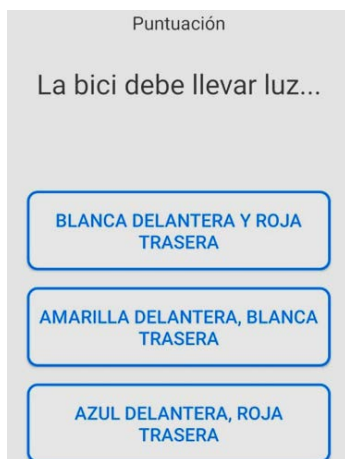 Puntuación
La bici debe llevar luz...
BLANCA DELANTERA Y ROJA
TRASERA
AMARILLA DELANTERA, BLANCA
TRASERA
AZUL DELANTERA, ROJA
TRASERA